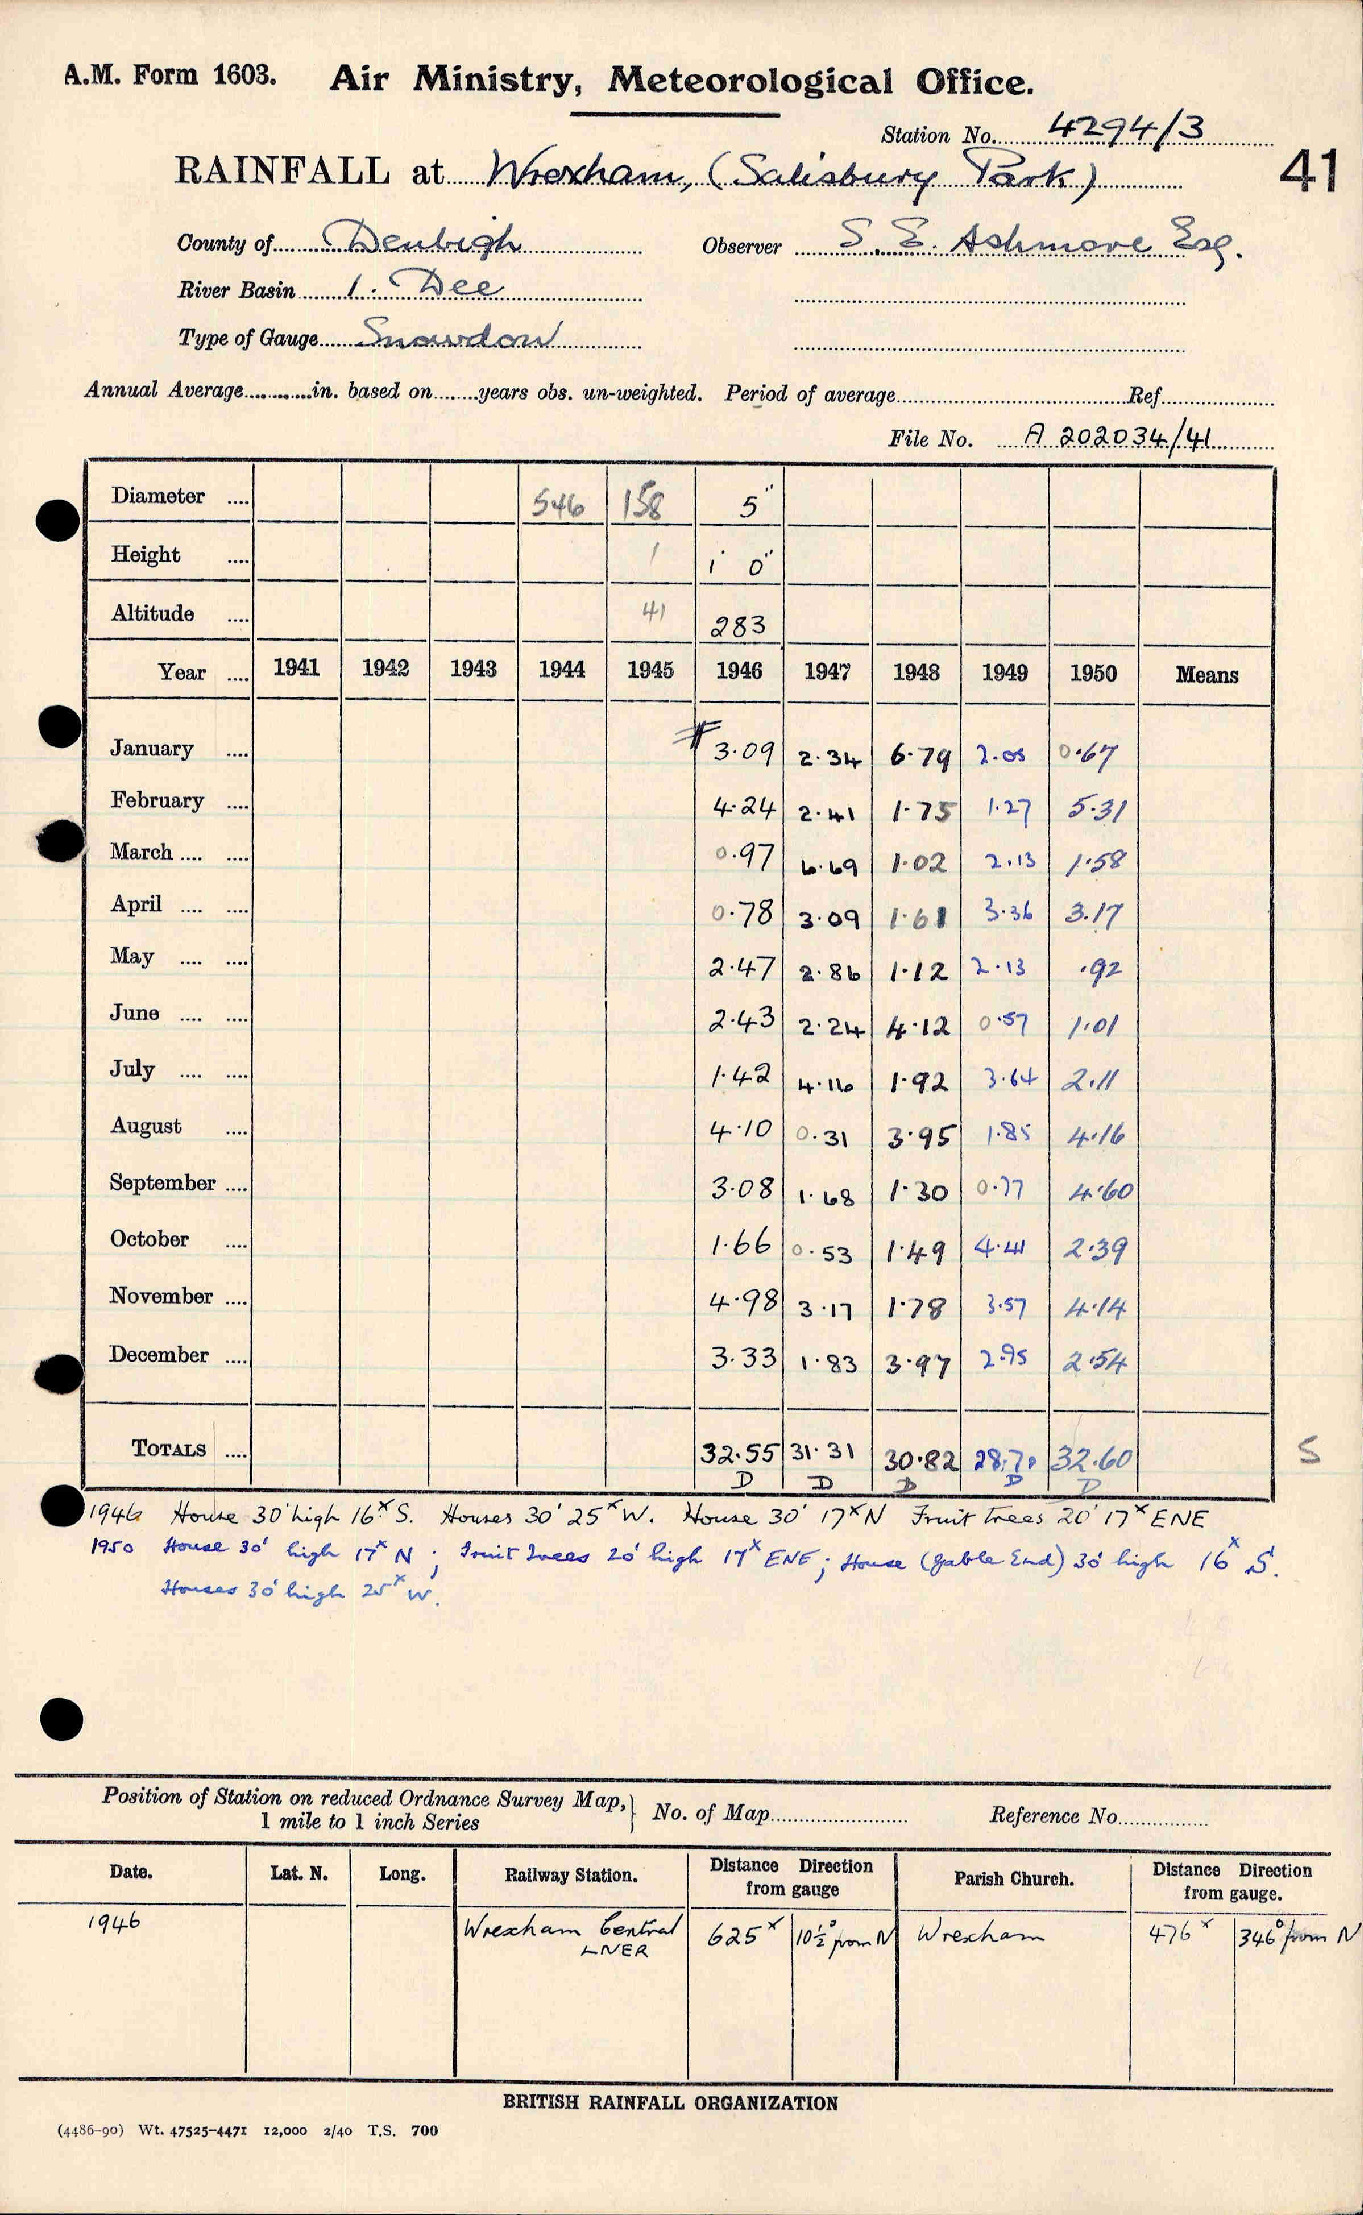 A.M. Form 1603. Air Ministry, Meteorological Office.
Station No. 4294/3
RAINFALL at Wrexham, (Salisbury Park) 41
County of Denbigh Observer S. E. Ashmore Esq.
River Basin 1. Dee
Type of Gauge Snowdon
Annual Average in. based on years obs. un-weighted. Period of average Ref
File No. A 202034/41
Diameter 546 158 5"
Height 1 1' 0"
Altitude 41 283
Year 1941 1942 1943 1944 1945 1946 1947 1948 1949 1950 Means
January 3.09 2.34 6.79 2.05 0.67
February 4.24 2.41 1.75 1.27 5.31
March 0.97 6.69 1.02 2.13 1.58
April 0.78 3.09 1.61 3.36 3.17
May 2.47 2.86 1.12 2.13 .92
June 2.43 2.24 4.12 0.57 1.01
July 1.42 4.16 1.92 3.64 2.11
August 4.10 0.31 3.95 1.85 4.16
September 3.08 1.68 1.30 0.77 4.60
October 1.66 0.53 1.49 4.41 2.39
November 4.98 3.17 1.78 3.57 4.14
December 3.33 1.83 3.97 2.95 2.54
TOTALS 32.55 31.31 30.82 28.70 32.60 S
D D D D D
1946 House 30' high 16x S. Houses 30' 25x W. House 30' 17x N Fruit trees 20' 17x ENE
1950 House 30' high 17x N; Fruit Trees 20' high 17x ENE; House (gable End) 30' high 16x S.
Houses 30' high 25x W.
Position of Station on reduced Ordnance Survey Map, No. of Map Reference No.
1 mile to 1 inch Series
Date. Lat. N. Long. Railway Station. Distance Direction from gauge Parish Church. Distance Direction from gauge.
1946 Wrexham Central 625x 10½° from N Wrexham 476x 346° from N
LNER
BRITISH RAINFALL ORGANIZATION
(4486-90) Wt. 47525-4471 12,000 2/40 T.S. 700